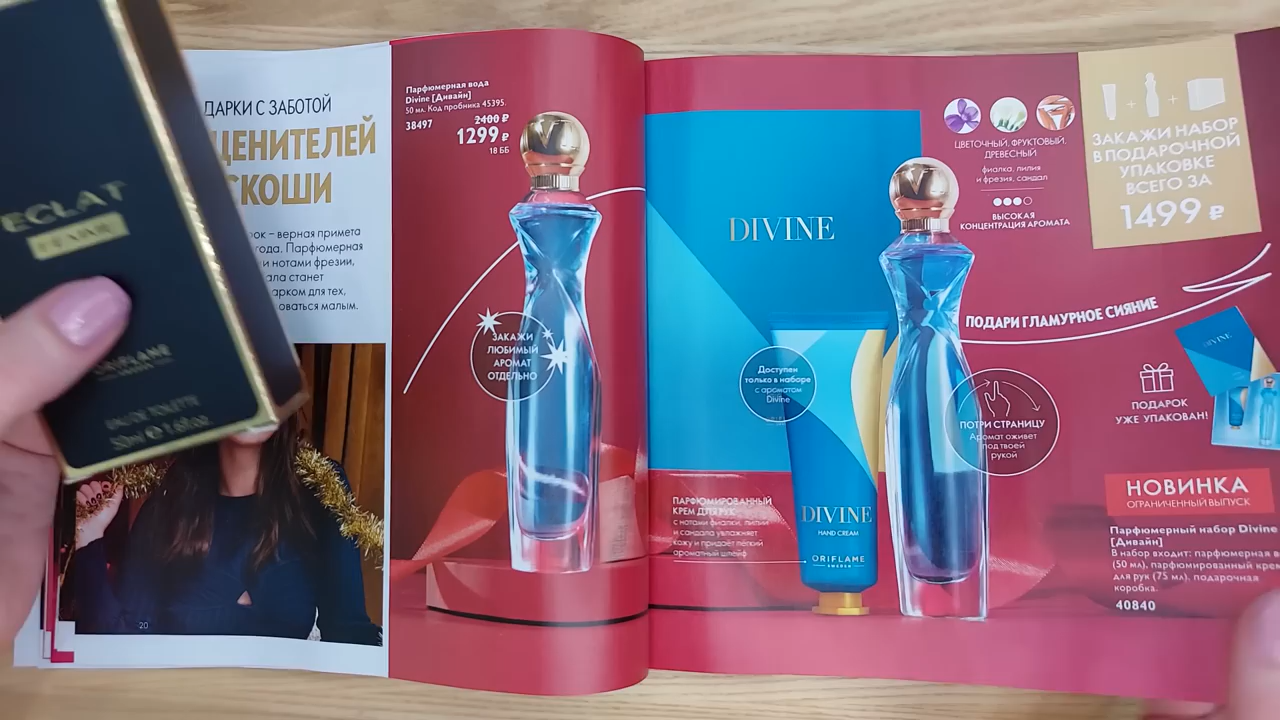 ECLAT
FEMME
ORIFLAME
EAU DE TOILETTE
50ml
ДАРКИ С ЗАБОТОЙ
ЦЕНИТЕЛЕЙ
СКОШИ
ок – верная примета
года. Парфюмерная
и нотами фрезии,
ала станет
арком для тех,
оваться малым.
20
Парфюмерная вода
Divine [Дивайн]
50 мл. Код пробника 45395.
38497
2400 ₽
1299 ₽
18 ББ
ЗАКАЖИ
ЛЮБИМЫЙ
АРОМАТ
ОТДЕЛЬНО
DIVINE
Доступен
только в наборе
с ароматом
Divine
ПАРФЮМИРОВАННЫЙ
КРЕМ ДЛЯ РУК
с нотами фиалки, лилии
и сандала увлажняет
кожу и придаёт лёгкий
ароматный шлейф
DIVINE
HAND CREAM
ORIFLAME
SWEDEN
ЦВЕТОЧНЫЙ, ФРУКТОВЫЙ,
ДРЕВЕСНЫЙ
фиалка, лилия
и фрезия, сандал
ВЫСОКАЯ
КОНЦЕНТРАЦИЯ АРОМАТА
+ +
ЗАКАЖИ НАБОР
В ПОДАРОЧНОЙ
УПАКОВКЕ
ВСЕГО ЗА
1499 ₽
ПОДАРИ ГЛАМУРНОЕ СИЯНИЕ
ПОТРИ СТРАНИЦУ
Аромат оживет
под твоей
рукой
DIVINE
ПОДАРОК
УЖЕ УПАКОВАН!
НОВИНКА
ОГРАНИЧЕННЫЙ ВЫПУСК
Парфюмерный набор Divine
[Дивайн]
В набор входит: парфюмерная в
(50 мл), парфюмированный крем
для рук (75 мл), подарочная
коробка.
40840